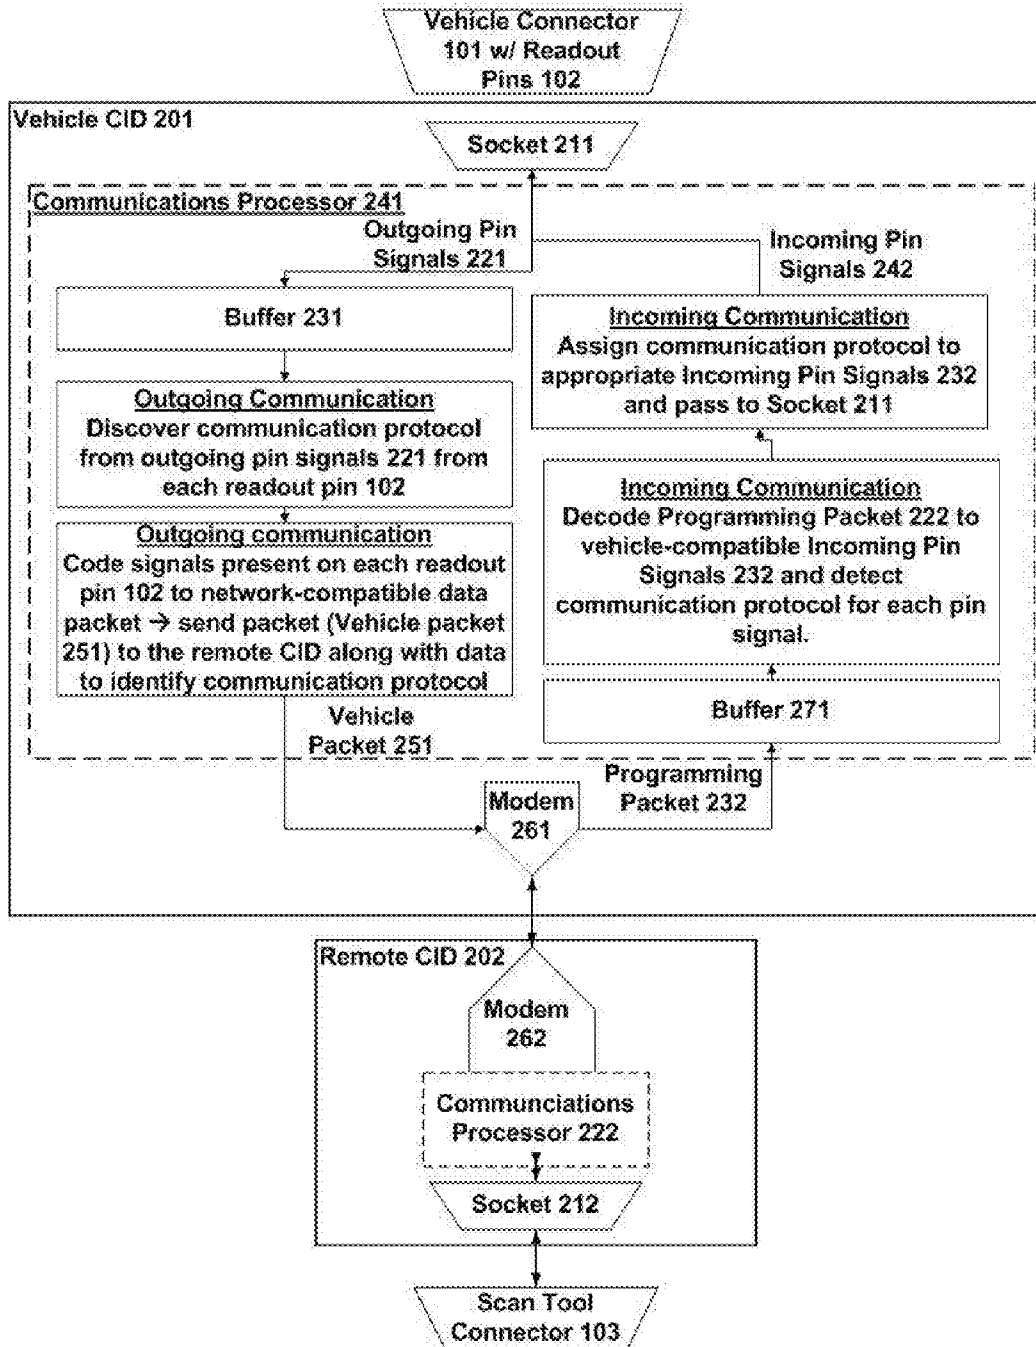 Vehicle Connector
101 w/ Readout
Pins 102
Vehicle CID 201
Socket 211
Communications Processor 241
Outgoing Pin
Signals 221
Incoming Pin
Signals 242
Buffer 231
Incoming Communication
Assign communication protocol to
appropriate Incoming Pin Signals 232
and pass to Socket 211
Outgoing Communication
Discover communication protocol
from outgoing pin signals 221 from
each readout pin 102
Incoming Communication
Decode Programming Packet 222 to
vehicle-compatible Incoming Pin
Signals 232 and detect
communication protocol for each pin
signal.
Outgoing communication
Code signals present on each readout
pin 102 to network-compatible data
packet → send packet (Vehicle packet
251) to the remote CID along with data
to identify communication protocol
Buffer 271
Vehicle
Packet 251
Programming
Packet 232
Modem
261
Remote CID 202
Modem
262
Communciations
Processor 222
Socket 212
Scan Tool
Connector 103